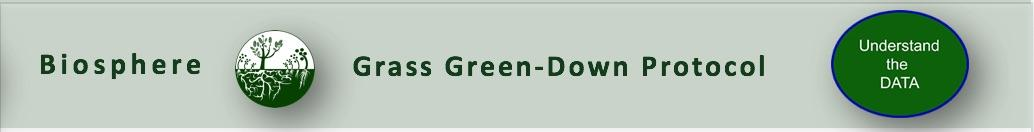 Biosphere Grass Green-Down Protocol
Understand
the
DATA